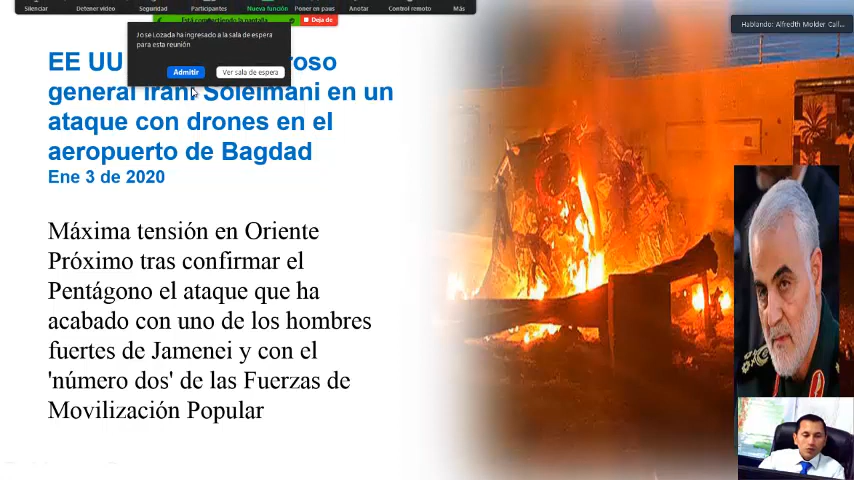 Silenciar Detener video Seguridad Participantes Nueva función Poner en pausa Anotar Control remoto Más
Está compartiendo la pantalla Deja de
Hablando: Alfredth Molder Call...
Jose Lozada ha ingresado a la sala de espera
para esta reunión
Admitir Ver sala de espera
EE UU roso
general iraní Soleimani en un
ataque con drones en el
aeropuerto de Bagdad
Ene 3 de 2020
Máxima tensión en Oriente
Próximo tras confirmar el
Pentágono el ataque que ha
acabado con uno de los hombres
fuertes de Jamenei y con el
'número dos' de las Fuerzas de
Movilización Popular